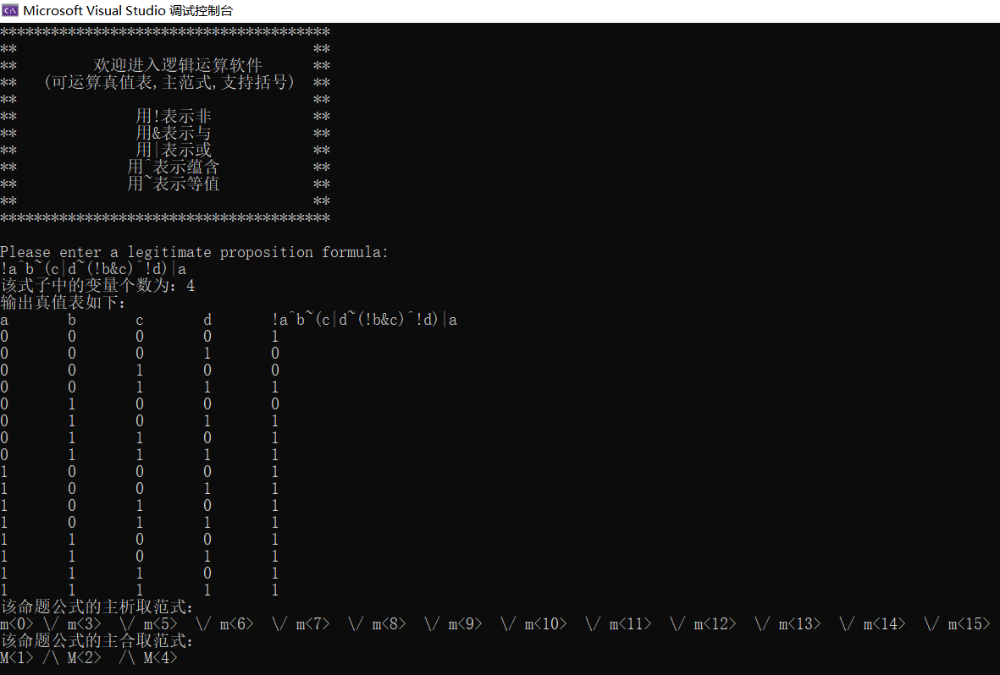 Microsoft Visual Studio 调试控制台
***************************************
** **
** 欢迎进入逻辑运算软件 **
** (可运算真值表,主范式,支持括号) **
** **
** 用!表示非 **
** 用&表示与 **
** 用|表示或 **
** 用^表示蕴含 **
** 用~表示等值 **
** **
***************************************
Please enter a legitimate proposition formula:
!a^b~(c|d~(!b&c)^!d)|a
该式子中的变量个数为: 4
输出真值表如下:
a b c d !a^b~(c|d~(!b&c)^!d)|a
0 0 0 0 1
0 0 0 1 0
0 0 1 0 0
0 0 1 1 1
0 1 0 0 0
0 1 0 1 1
0 1 1 0 1
0 1 1 1 1
1 0 0 0 1
1 0 0 1 1
1 0 1 0 1
1 0 1 1 1
1 1 0 0 1
1 1 0 1 1
1 1 1 0 1
1 1 1 1 1
该命题公式的主析取范式:
m<0> \/ m<3> \/ m<5> \/ m<6> \/ m<7> \/ m<8> \/ m<9> \/ m<10> \/ m<11> \/ m<12> \/ m<13> \/ m<14> \/ m<15>
该命题公式的主合取范式:
M<1> /\ M<2> /\ M<4>